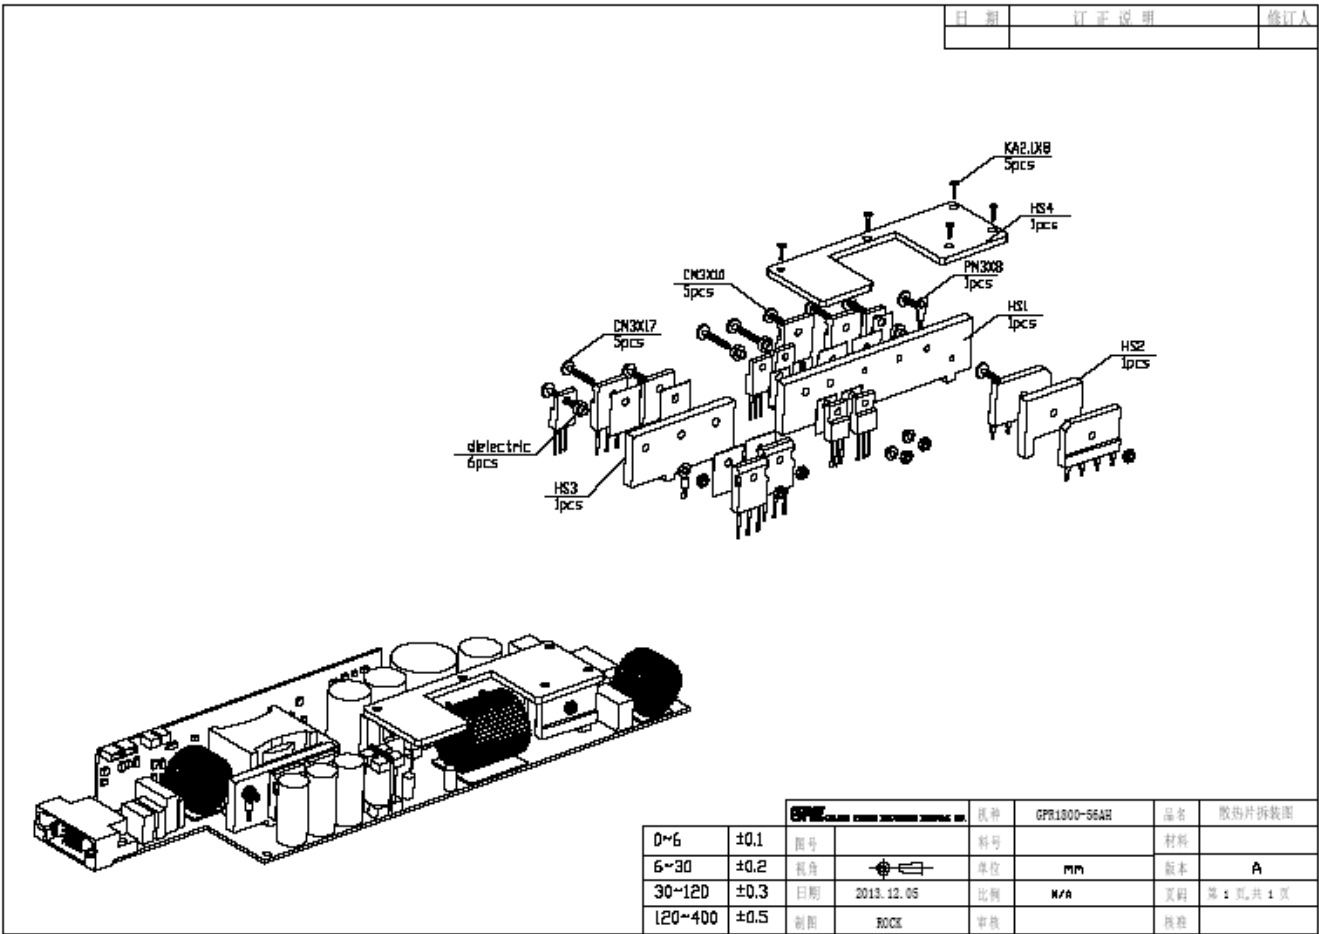 日 期 订 正 说 明 修订人
KA2.1X8
5pcs
HS4
1pcs
PN3X8
1pcs
CN3X10
5pcs
HS1
1pcs
CN3X17
5pcs
HS2
1pcs
dielectric
6pcs
HS3
1pcs
机种 GPR1800-56AH 品名 散热片拆装图
0~6 ±0.1 图号 料号 材料
6~30 ±0.2 视角 单位 mm 版本 A
30~120 ±0.3 日期 2013.12.05 比例 N/A 页码 第 1 页,共 1 页
120~400 ±0.5 制图 ROCK 审核 核准